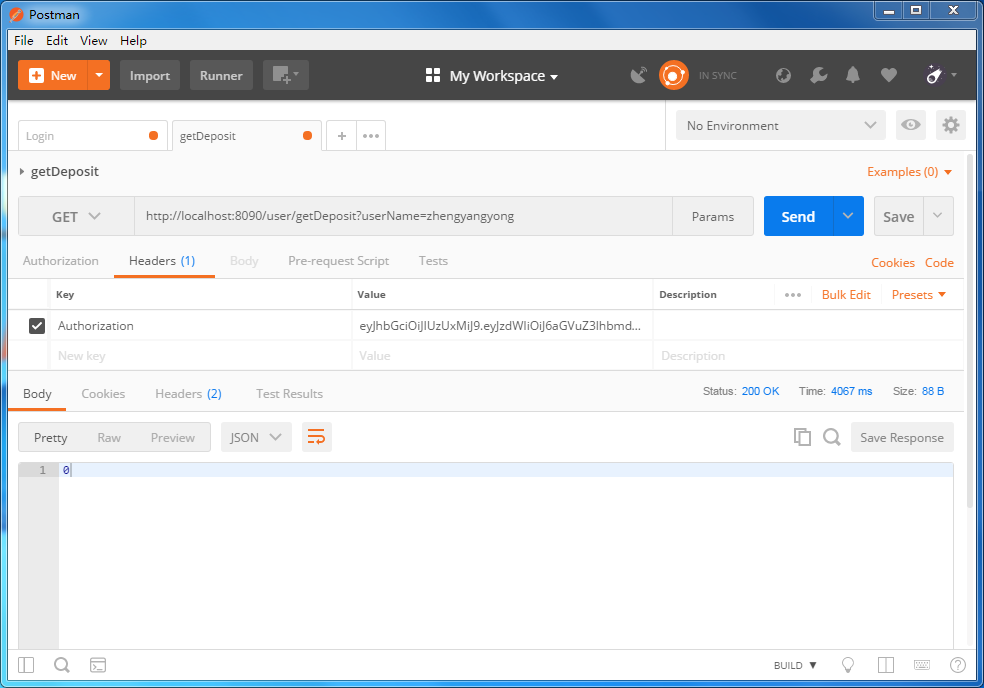 Postman
File Edit View Help
New Import Runner My Workspace IN SYNC
Login getDeposit + ••• No Environment
getDeposit Examples (0)
GET http://localhost:8090/user/getDeposit?userName=zhengyangyong Params Send Save
Authorization Headers (1) Body Pre-request Script Tests Cookies Code
Key Value Description ••• Bulk Edit Presets
Authorization eyJhbGciOiJIUzUxMiJ9.eyJzdWIiOiJ6aGVuZ3lhbmd...
New key Value Description
Body Cookies Headers (2) Test Results Status: 200 OK Time: 4067 ms Size: 88 B
Pretty Raw Preview JSON Save Response
1 0
BUILD